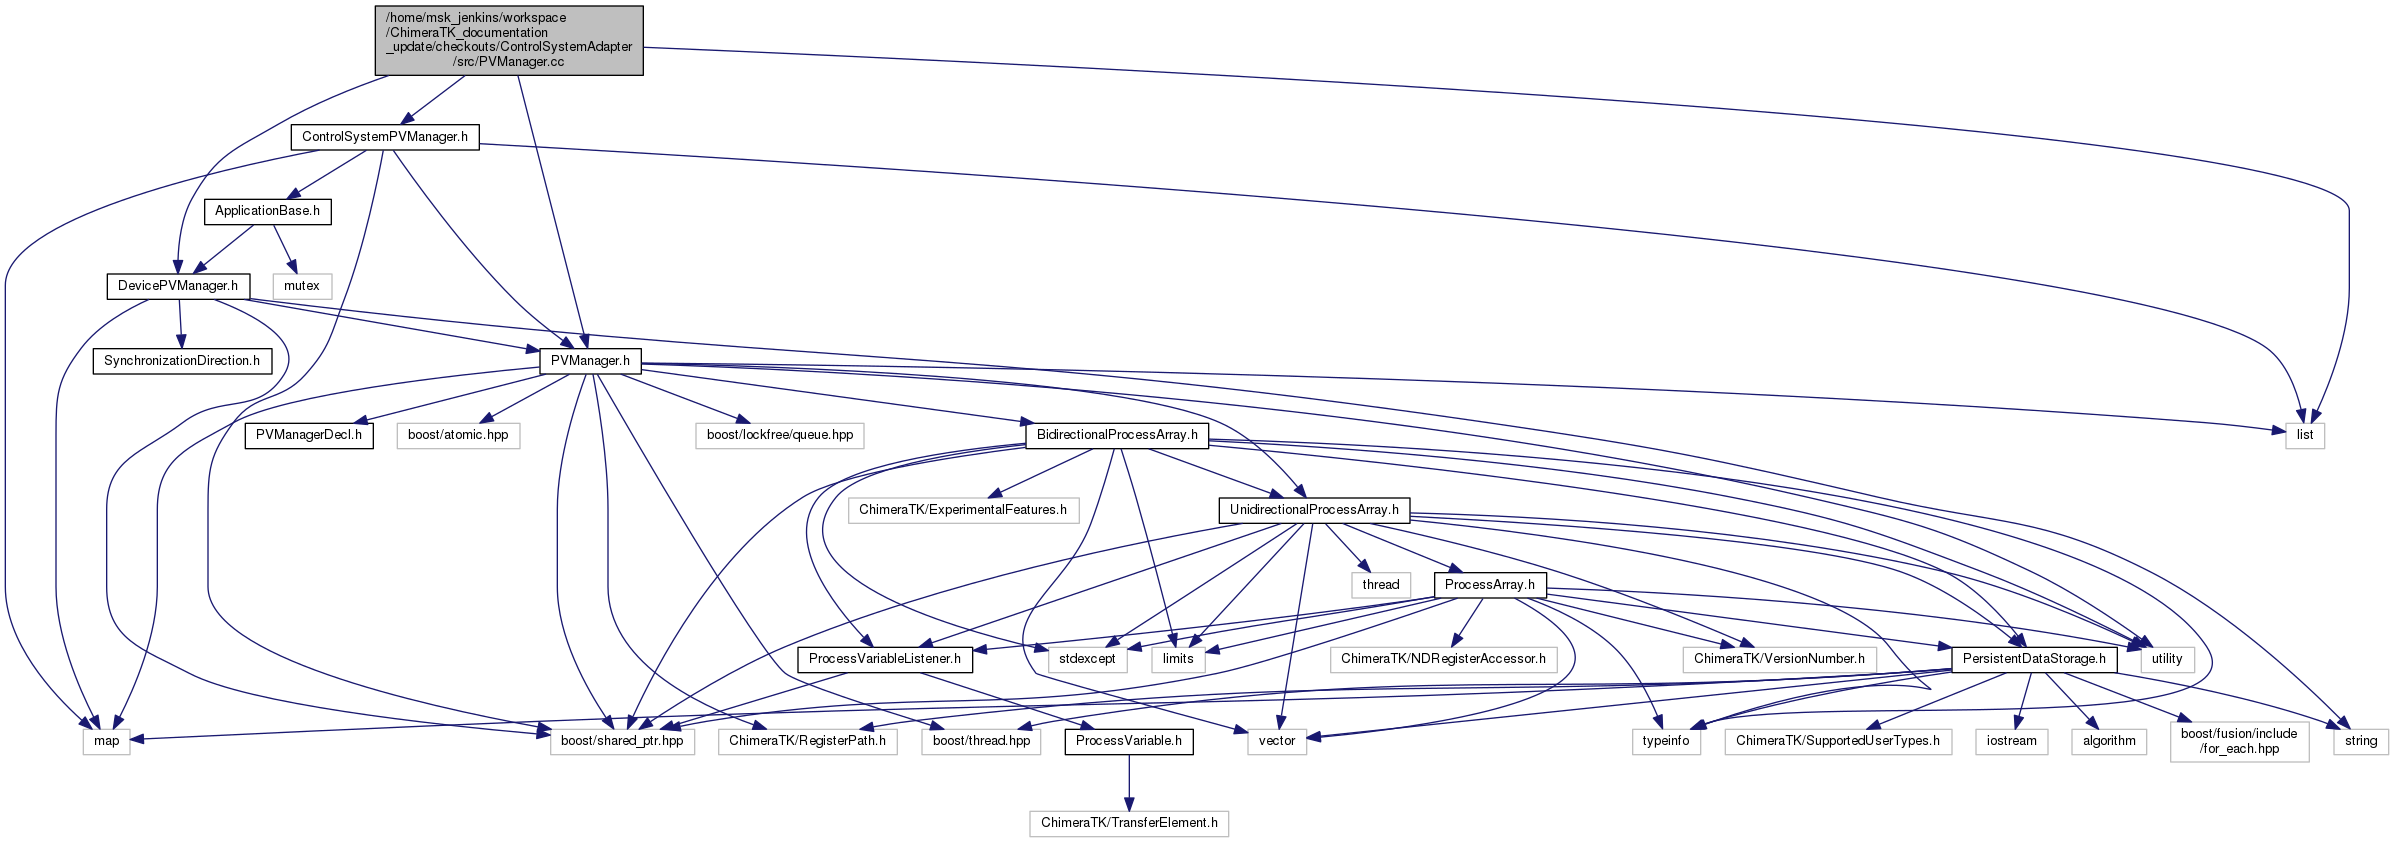 /home/msk_jenkins/workspace
/ChimeraTK_documentation
_update/checkouts/ControlSystemAdapter
/src/PVManager.cc
ControlSystemPVManager.h
ApplicationBase.h
DevicePVManager.h
mutex
SynchronizationDirection.h
PVManager.h
PVManagerDecl.h
boost/atomic.hpp
boost/lockfree/queue.hpp
BidirectionalProcessArray.h
list
ChimeraTK/ExperimentalFeatures.h
UnidirectionalProcessArray.h
thread
ProcessArray.h
ProcessVariableListener.h
stdexcept
limits
ChimeraTK/NDRegisterAccessor.h
ChimeraTK/VersionNumber.h
PersistentDataStorage.h
utility
map
boost/shared_ptr.hpp
ChimeraTK/RegisterPath.h
boost/thread.hpp
ProcessVariable.h
vector
typeinfo
ChimeraTK/SupportedUserTypes.h
iostream
algorithm
boost/fusion/include
/for_each.hpp
string
ChimeraTK/TransferElement.h